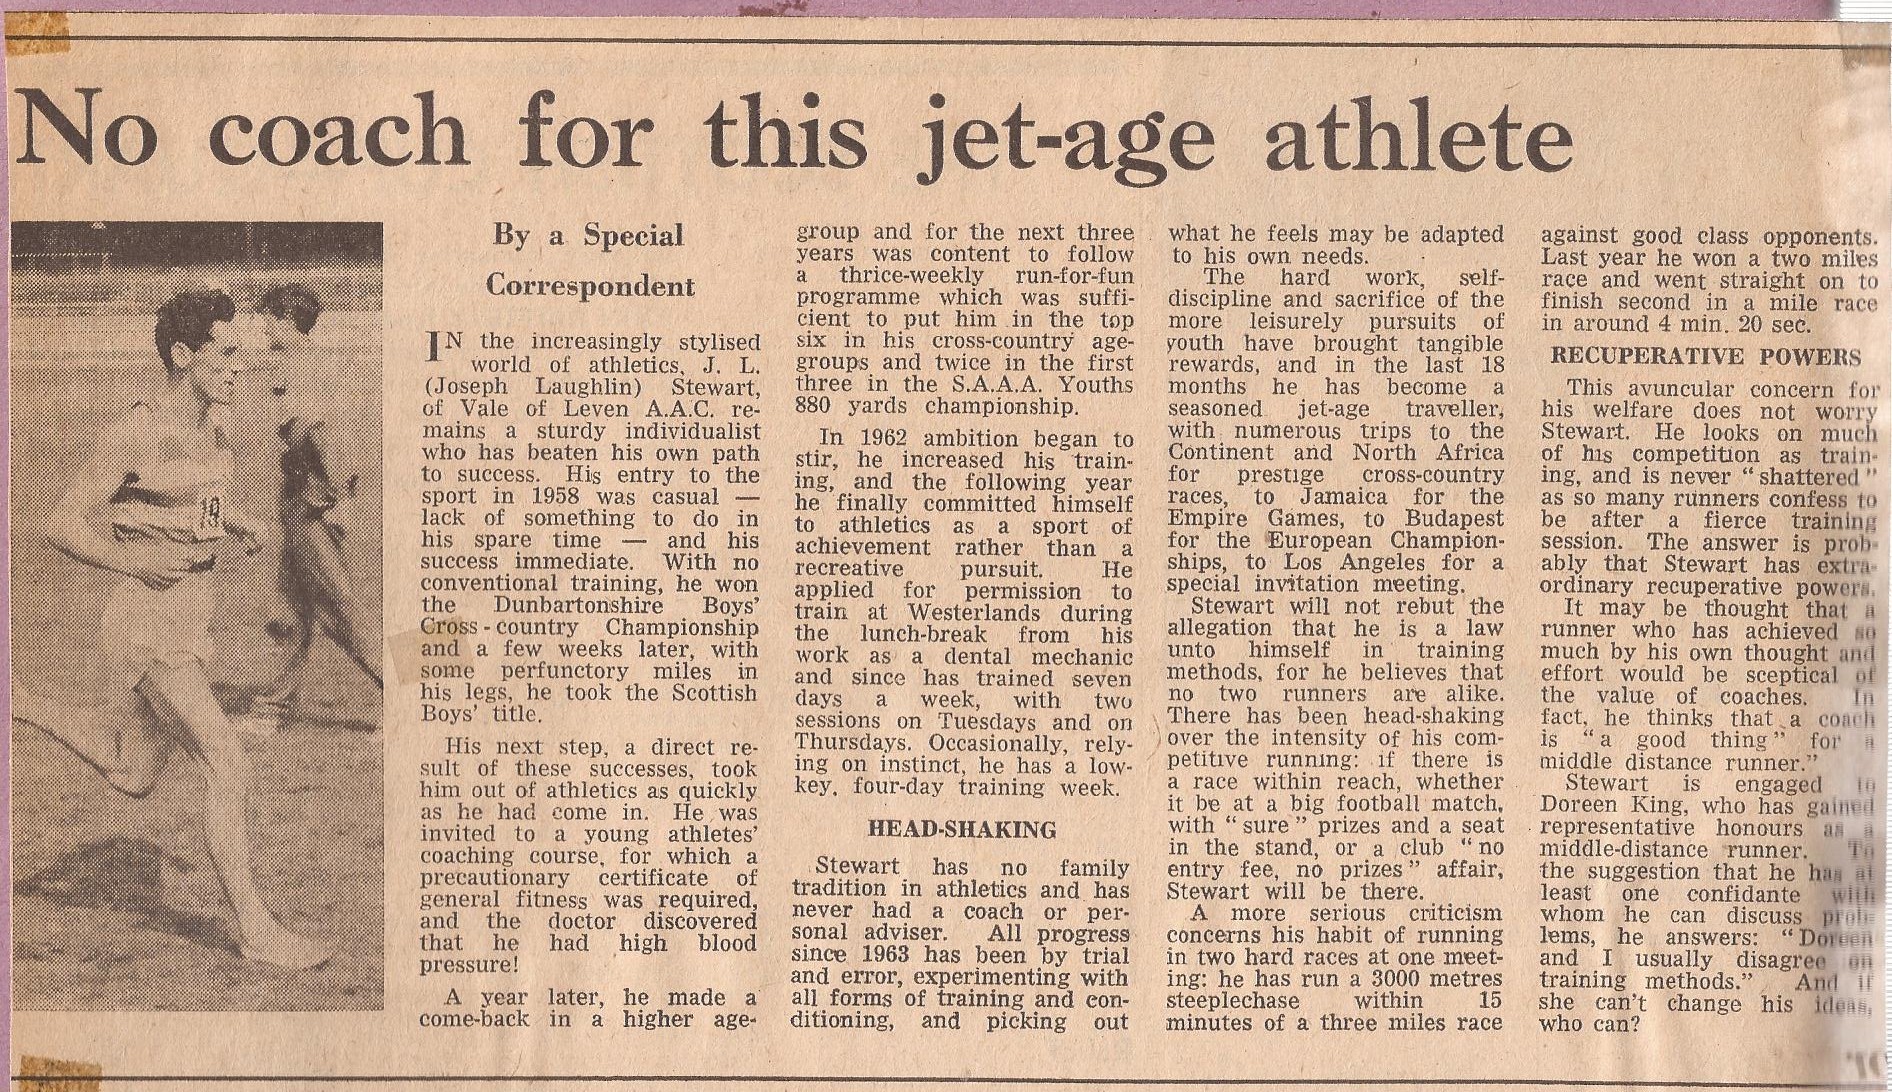 No coach for this jet-age athlete
By a Special
Correspondent
IN the increasingly stylised
world of athletics, J. L.
(Joseph Laughlin) Stewart,
of Vale of Leven A.A.C. re-
mains a sturdy individualist
who has beaten his own path
to success. His entry to the
sport in 1958 was casual —
lack of something to do in
his spare time — and his
success immediate. With no
conventional training, he won
the Dunbartonshire Boys'
Cross-country Championship
and a few weeks later, with
some perfunctory miles in
his legs, he took the Scottish
Boys' title.
His next step, a direct re-
sult of these successes, took
him out of athletics as quickly
as he had come in. He was
invited to a young athletes'
coaching course, for which a
precautionary certificate of
general fitness was required,
and the doctor discovered
that he had high blood
pressure!
A year later, he made a
come-back in a higher age-
group and for the next three
years was content to follow
a thrice-weekly run-for-fun
programme which was suffi-
cient to put him in the top
six in his cross-country age-
groups and twice in the first
three in the S.A.A.A. Youths
880 yards championship.
In 1962 ambition began to
stir, he increased his train-
ing, and the following year
he finally committed himself
to athletics as a sport of
achievement rather than a
recreative pursuit. He
applied for permission to
train at Westerlands during
the lunch-break from his
work as a dental mechanic
and since has trained seven
days a week, with two
sessions on Tuesdays and on
Thursdays. Occasionally, rely-
ing on instinct, he has a low-
key, four-day training week.
HEAD-SHAKING
Stewart has no family
tradition in athletics and has
never had a coach or per-
sonal adviser. All progress
since 1963 has been by trial
and error, experimenting with
all forms of training and con-
ditioning, and picking out
what he feels may be adapted
to his own needs.
The hard work, self-
discipline and sacrifice of the
more leisurely pursuits of
youth have brought tangible
rewards, and in the last 18
months he has become a
seasoned jet-age traveller,
with numerous trips to the
Continent and North Africa
for prestige cross-country
races, to Jamaica for the
Empire Games, to Budapest
for the European Champion-
ships, to Los Angeles for a
special invitation meeting.
Stewart will not rebut the
allegation that he is a law
unto himself in training
methods, for he believes that
no two runners are alike.
There has been head-shaking
over the intensity of his com-
petitive running: if there is
a race within reach, whether
it be at a big football match,
with "sure" prizes and a seat
in the stand, or a club "no
entry fee, no prizes" affair,
Stewart will be there.
A more serious criticism
concerns his habit of running
in two hard races at one meet-
ing: he has run a 3000 metres
steeplechase within 15
minutes of a three miles race
against good class opponents.
Last year he won a two miles
race and went straight on to
finish second in a mile race
in around 4 min. 20 sec.
RECUPERATIVE POWERS
This avuncular concern for
his welfare does not worry
Stewart. He looks on much
of his competition as train-
ing, and is never "shattered"
as so many runners confess to
be after a fierce training
session. The answer is prob-
ably that Stewart has extra-
ordinary recuperative powers.
It may be thought that a
runner who has achieved so
much by his own thought and
effort would be sceptical of
the value of coaches. In
fact, he thinks that a coach
is "a good thing" for a
middle distance runner."
Stewart is engaged to
Doreen King, who has gained
representative honours as a
middle-distance runner. To
the suggestion that he has at
least one confidante with
whom he can discuss prob-
lems, he answers: "Doreen
and I usually disagree on
training methods." And if
she can't change his ideas,
who can?